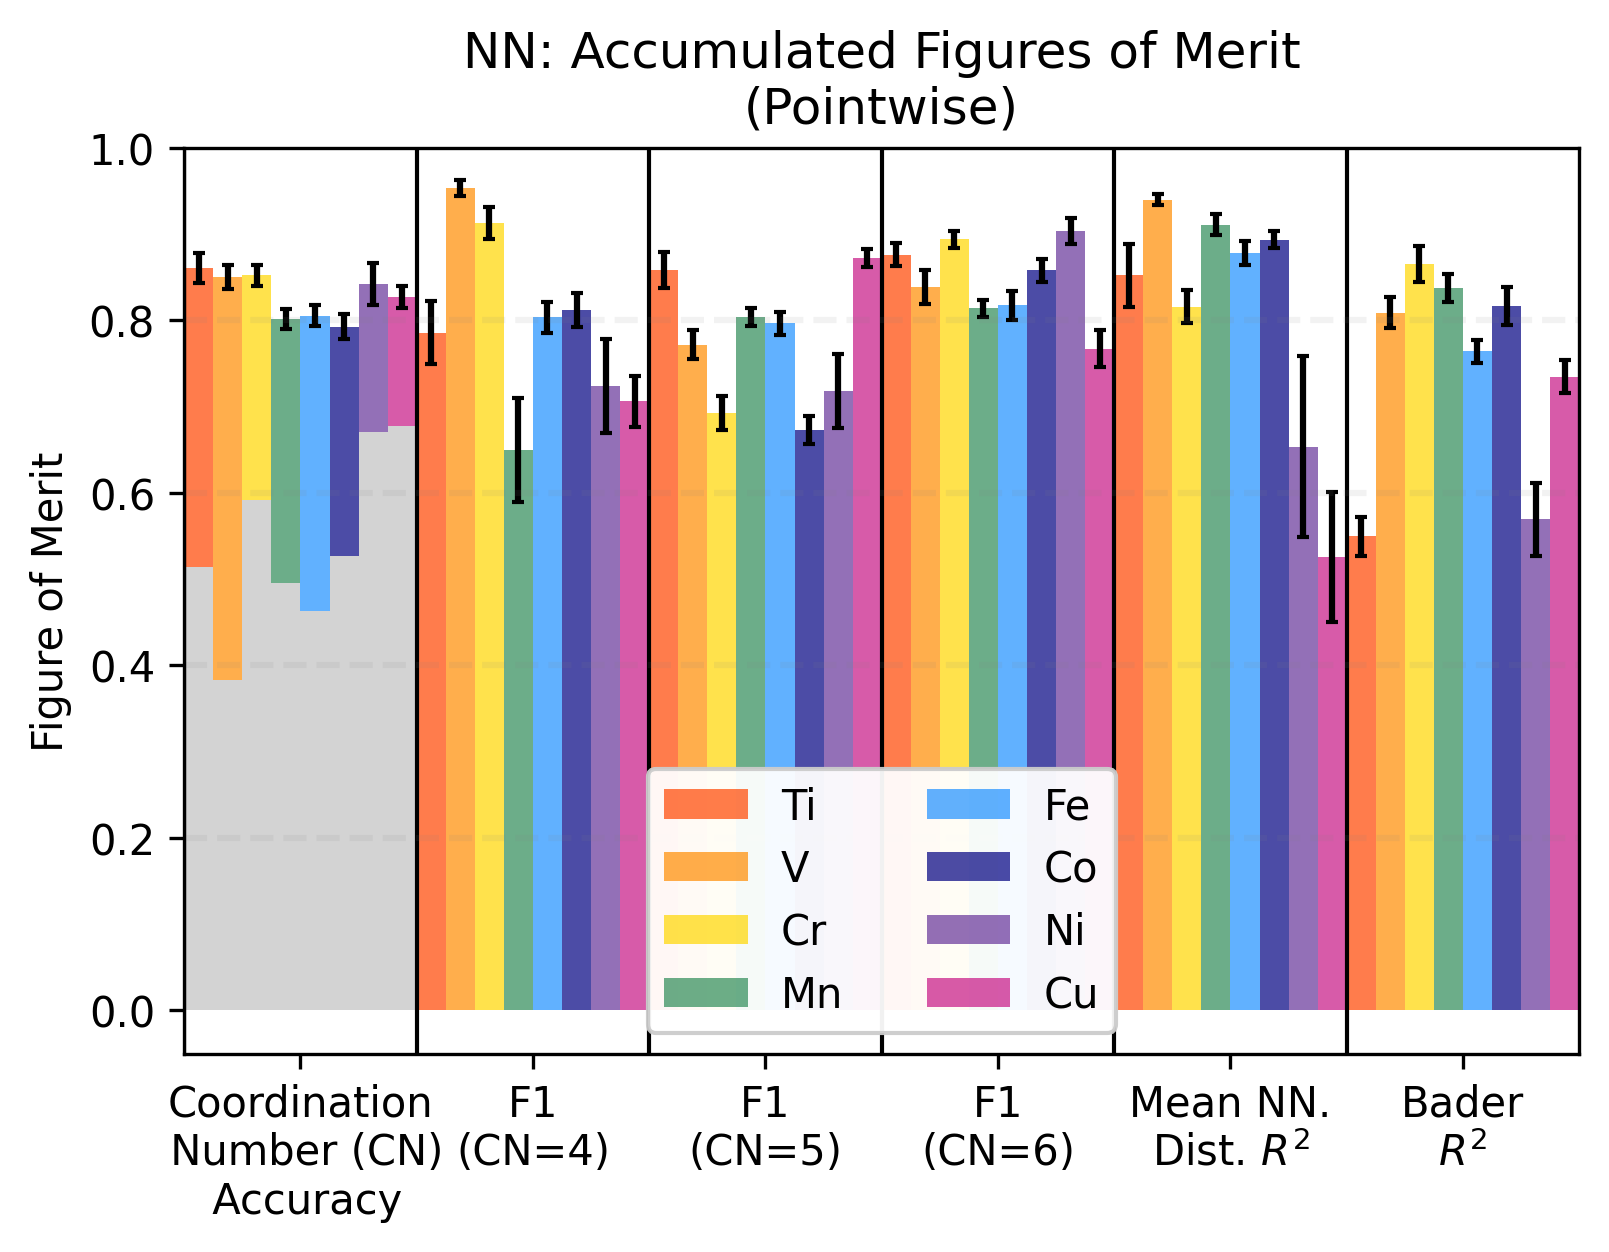 NN: Accumulated Figures of Merit
(Pointwise)
Figure of Merit
1.0
0.8
0.6
0.4
0.2
0.0
Ti
V
Cr
Mn
Fe
Co
Ni
Cu
Coordination
Number (CN)
Accuracy
F1
(CN=4)
F1
(CN=5)
F1
(CN=6)
Mean NN.
Dist. R²
Bader
R²